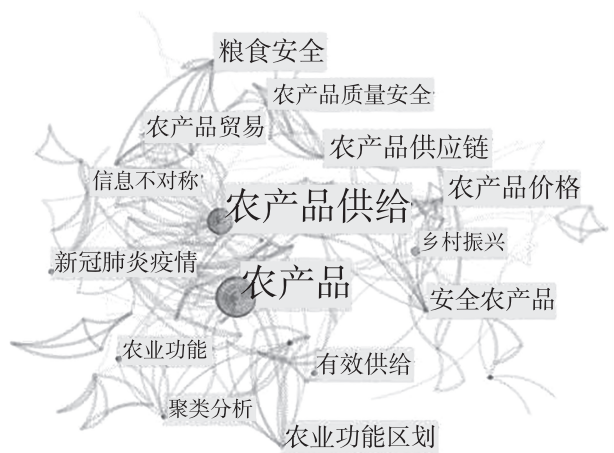 粮食安全
农产品质量安全
农产品贸易
农产品供应链
信息不对称
农产品价格
农产品供给
乡村振兴
新冠肺炎疫情
农产品
安全农产品
农业功能
有效供给
聚类分析
农业功能区划